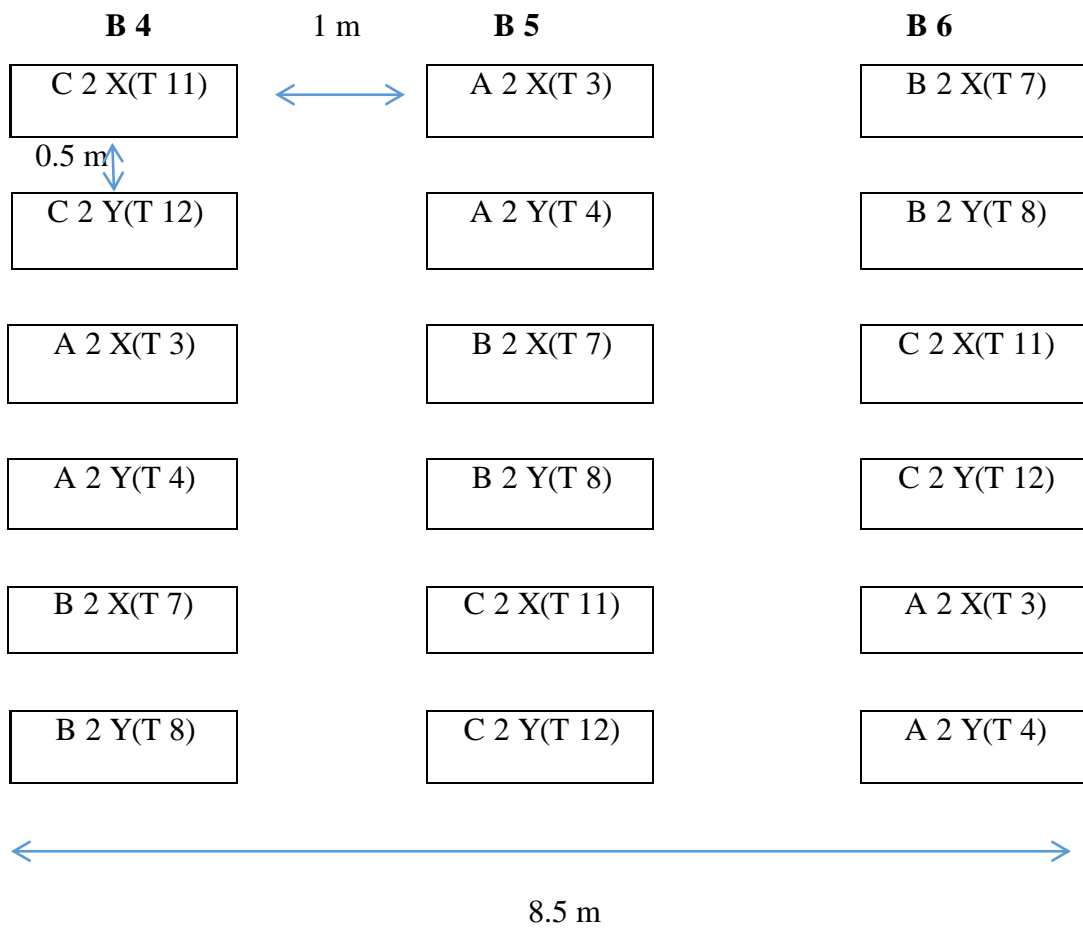 B 4 1 m B 5 B 6
C 2 X(T 11) A 2 X(T 3) B 2 X(T 7)
0.5 m
C 2 Y(T 12) A 2 Y(T 4) B 2 Y(T 8)
A 2 X(T 3) B 2 X(T 7) C 2 X(T 11)
A 2 Y(T 4) B 2 Y(T 8) C 2 Y(T 12)
B 2 X(T 7) C 2 X(T 11) A 2 X(T 3)
B 2 Y(T 8) C 2 Y(T 12) A 2 Y(T 4)
8.5 m